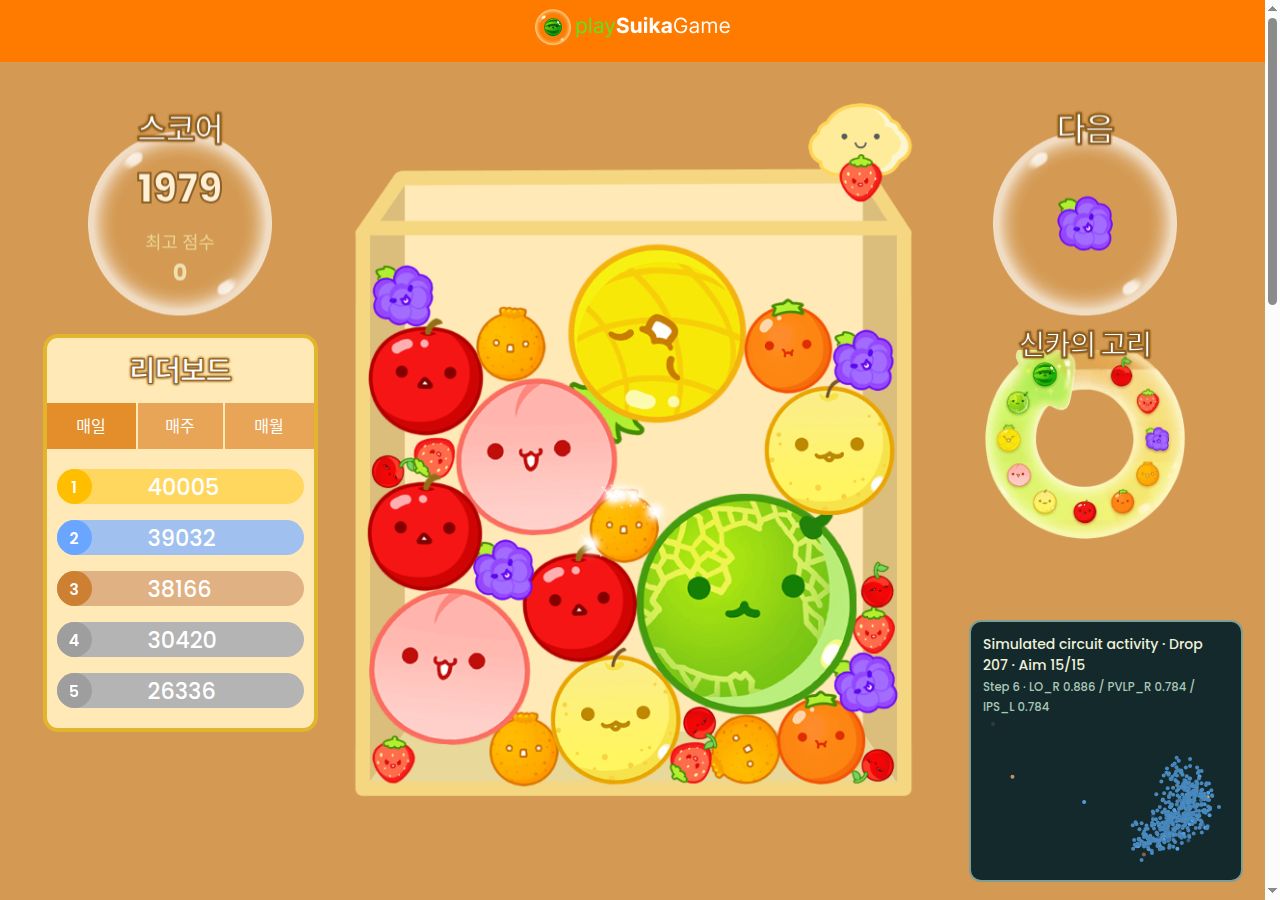 playSuikaGame
스코어
1979
최고 점수
0
리더보드
매일 매주 매월
1 40005
2 39032
3 38166
4 30420
5 26336
다음
신카의 고리
Simulated circuit activity · Drop
207 · Aim 15/15
Step 6 · LO_R 0.886 / PVLP_R 0.784 /
IPS_L 0.784